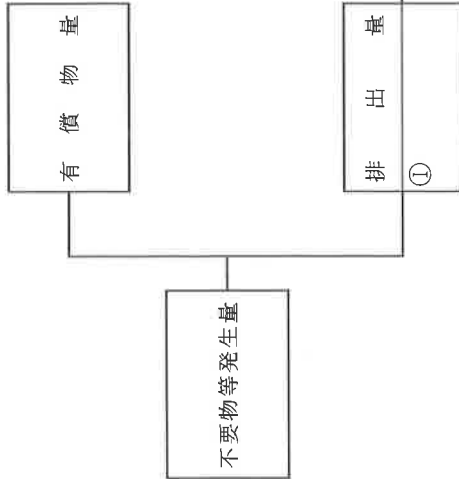 有償物量
不要物等発生量
排出量
①